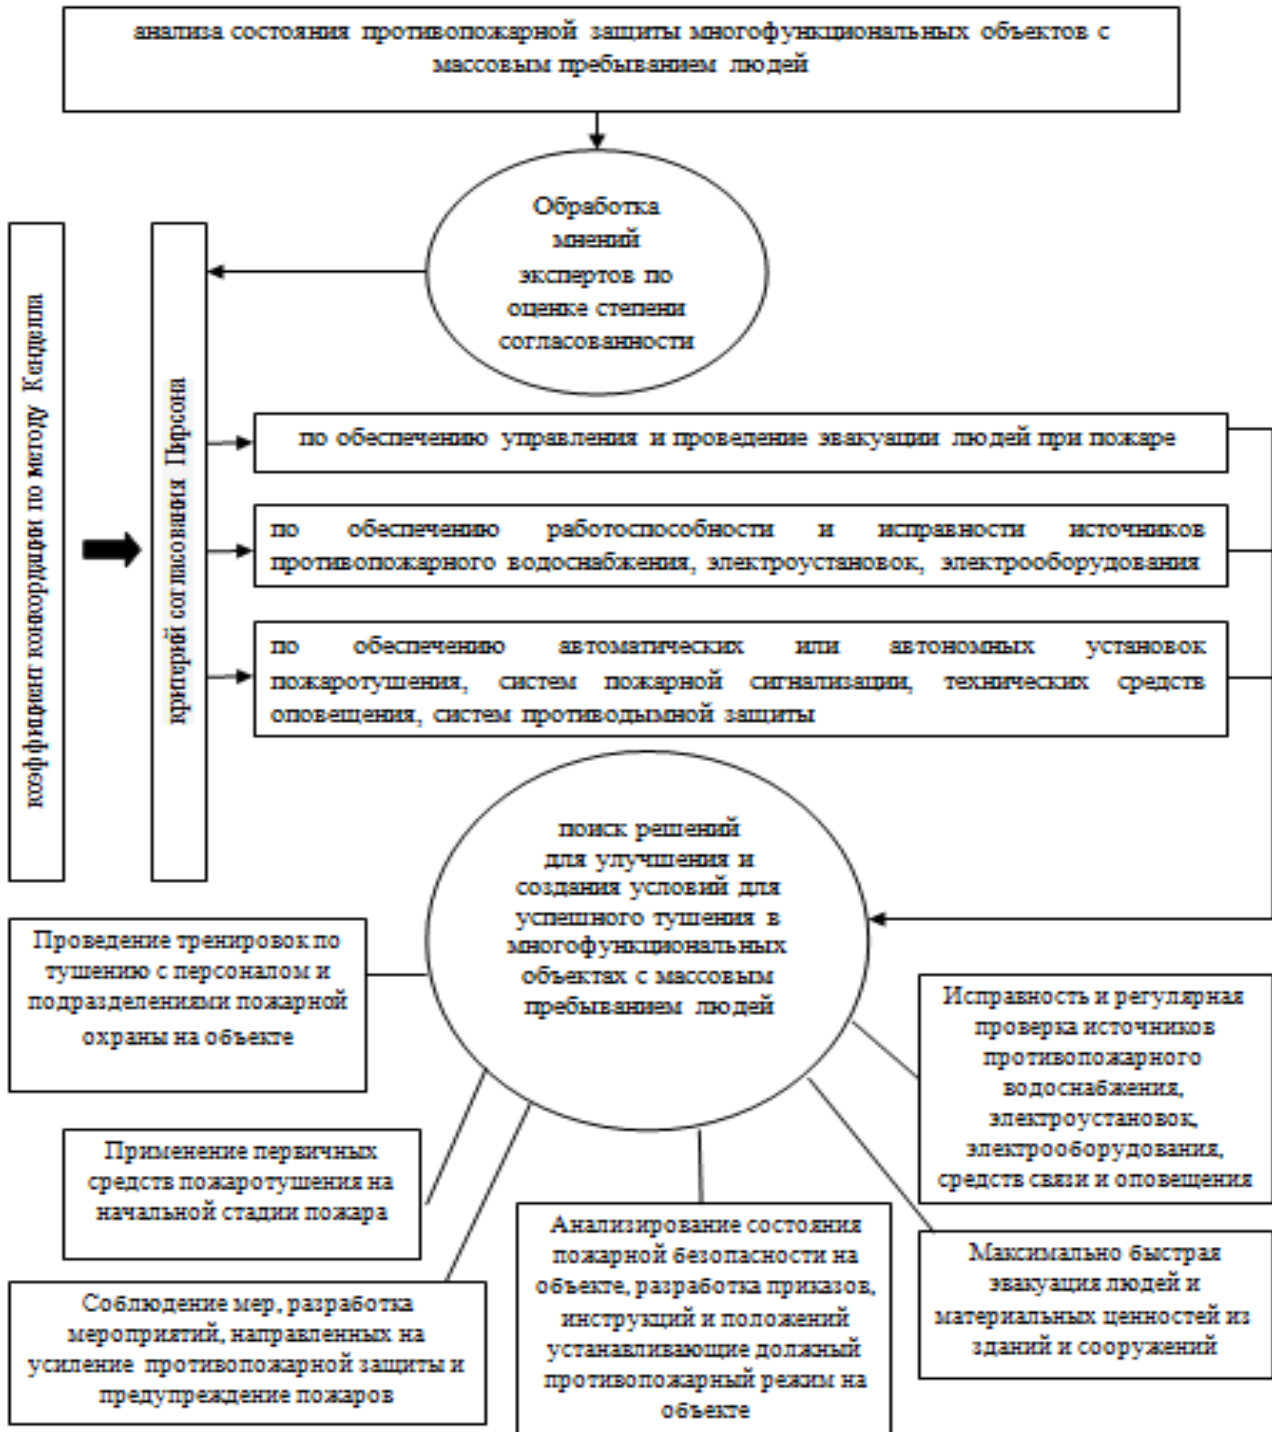 анализа состояния противопожарной защиты многофункциональных объектов с
массовым пребыванием людей
Обработка
мнений
экспертов по
оценке степени
согласованности
коэффициент конкордации по методу Кенделла
критерий согласования Пирсона
по обеспечению управления и проведение эвакуации людей при пожаре
по обеспечению работоспособности и исправности источников
противопожарного водоснабжения, электроустановок, электрооборудования
по обеспечению автоматических или автономных установок
пожаротушения, систем пожарной сигнализации, технических средств
оповещения, систем противодымной защиты
поиск решений
для улучшения и
создания условий для
успешного тушения в
многофункциональных
объектах с массовым
пребыванием людей
Проведение тренировок по
тушению с персоналом и
подразделениями пожарной
охраны на объекте
Применение первичных
средств пожаротушения на
начальной стадии пожара
Соблюдение мер, разработка
мероприятий, направленных на
усиление противопожарной защиты и
предупреждение пожаров
Анализирование состояния
пожарной безопасности на
объекте, разработка приказов,
инструкций и положений
устанавливающие должный
противопожарный режим на
объекте
Исправность и регулярная
проверка источников
противопожарного
водоснабжения,
электроустановок,
электрооборудования,
средств связи и оповещения
Максимально быстрая
эвакуация людей и
материальных ценностей из
зданий и сооружений